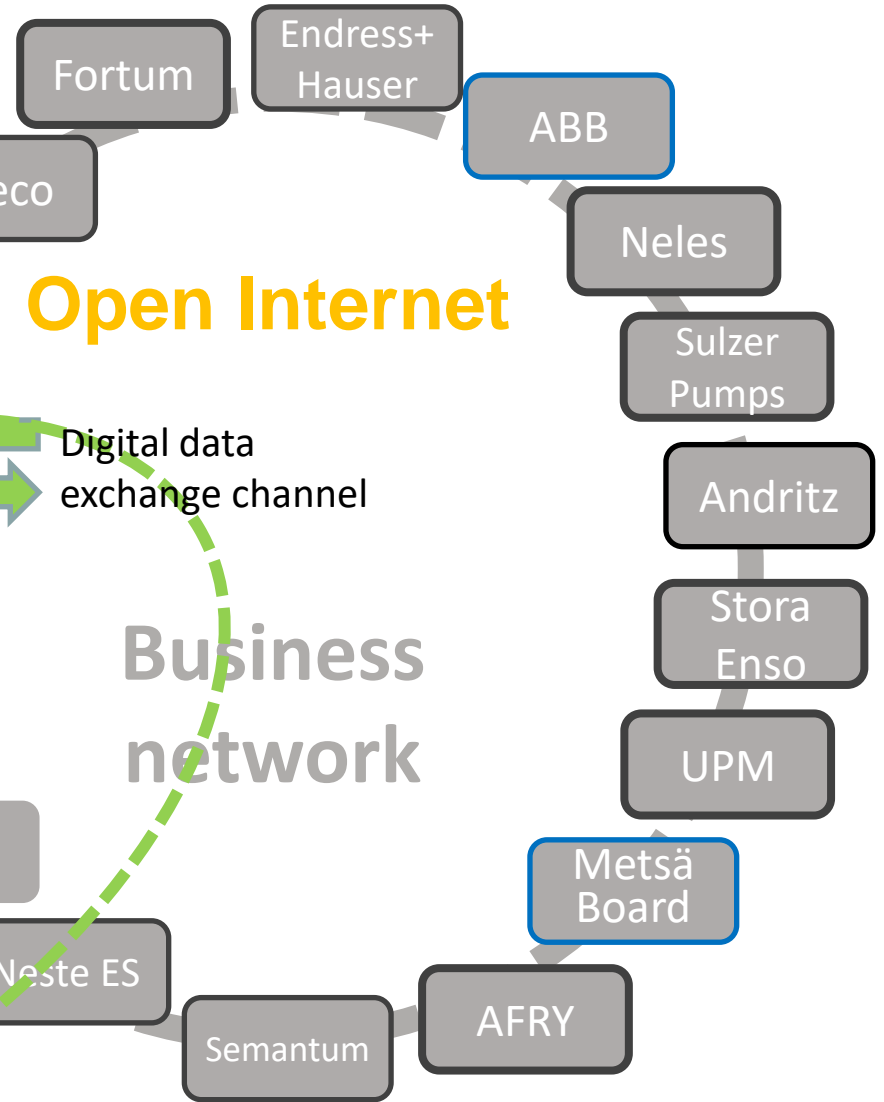 Endress+
Hauser
Fortum
ABB
eco
Neles
Open Internet
Sulzer
Pumps
Digital data
exchange channel
Andritz
Stora
Enso
Business
network
UPM
Metsä
Board
Neste ES
AFRY
Semantum